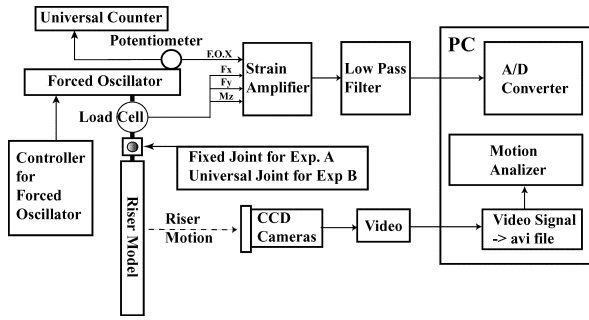 Universal Counter
Potentiometer
Forced Oscillator
F.O.X
Fx
Fy
Mz
Strain
Amplifier
Low Pass
Filter
PC
A/D
Converter
Load Cell
Controller
for
Forced
Oscillator
Fixed Joint for Exp. A
Universal Joint for Exp B
Motion
Analizer
Riser Model
Riser
Motion
CCD
Cameras
Video
Video Signal
-> avi file